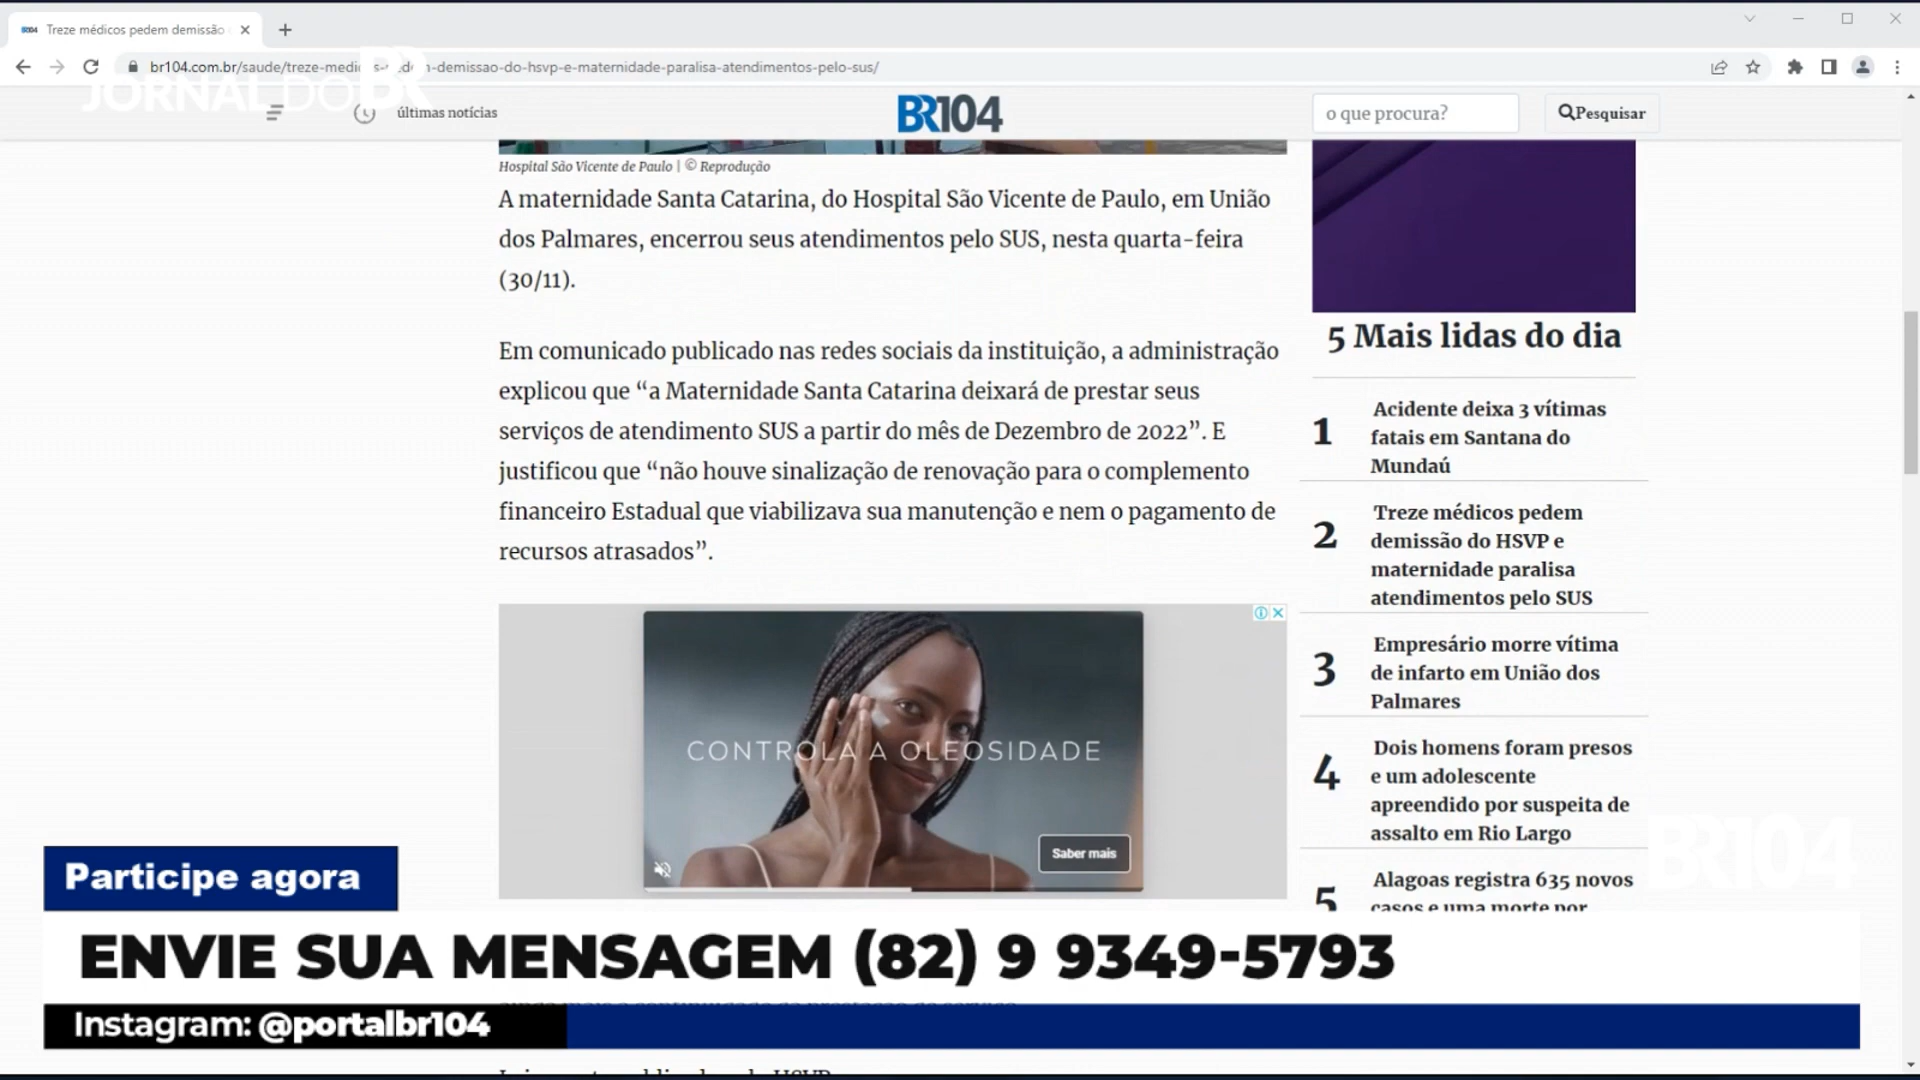 Treze médicos pedem demissão
br104.com.br/saude/treze-medicos-pedem-demissao-do-hsvp-e-maternidade-paralisa-atendimentos-pelo-sus/
JORNAL DO BR
últimas notícias
BR104
o que procura?
Pesquisar
Hospital São Vicente de Paulo | © Reprodução
A maternidade Santa Catarina, do Hospital São Vicente de Paulo, em União
dos Palmares, encerrou seus atendimentos pelo SUS, nesta quarta-feira
(30/11).
Em comunicado publicado nas redes sociais da instituição, a administração
explicou que “a Maternidade Santa Catarina deixará de prestar seus
serviços de atendimento SUS a partir do mês de Dezembro de 2022”. E
justificou que “não houve sinalização de renovação para o complemento
financeiro Estadual que viabilizava sua manutenção e nem o pagamento de
recursos atrasados”.
CONTROLA A OLEOSIDADE
Saber mais
5 Mais lidas do dia
1
Acidente deixa 3 vítimas
fatais em Santana do
Mundaú
2
Treze médicos pedem
demissão do HSVP e
maternidade paralisa
atendimentos pelo SUS
3
Empresário morre vítima
de infarto em União dos
Palmares
4
Dois homens foram presos
e um adolescente
apreendido por suspeita de
assalto em Rio Largo
5
Alagoas registra 635 novos
casos e uma morte por
BR104
Participe agora
ENVIE SUA MENSAGEM (82) 9 9349-5793
Instagram: @portalbr104